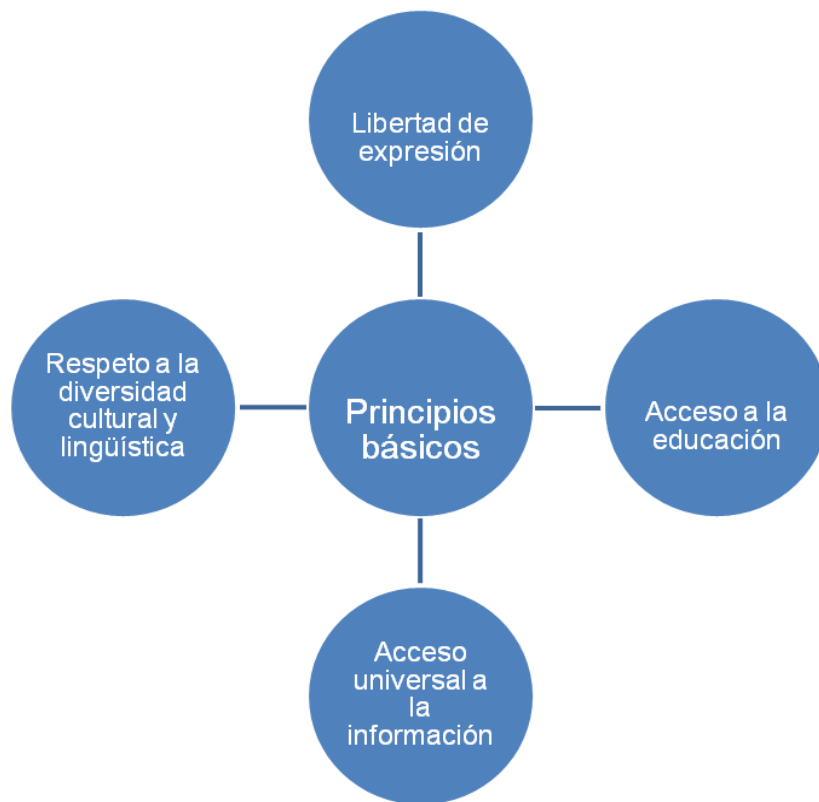 Libertad de
expresión
Respeto a la
diversidad
cultural y
lingüística
Principios
básicos
Acceso a la
educación
Acceso
universal a
la
información